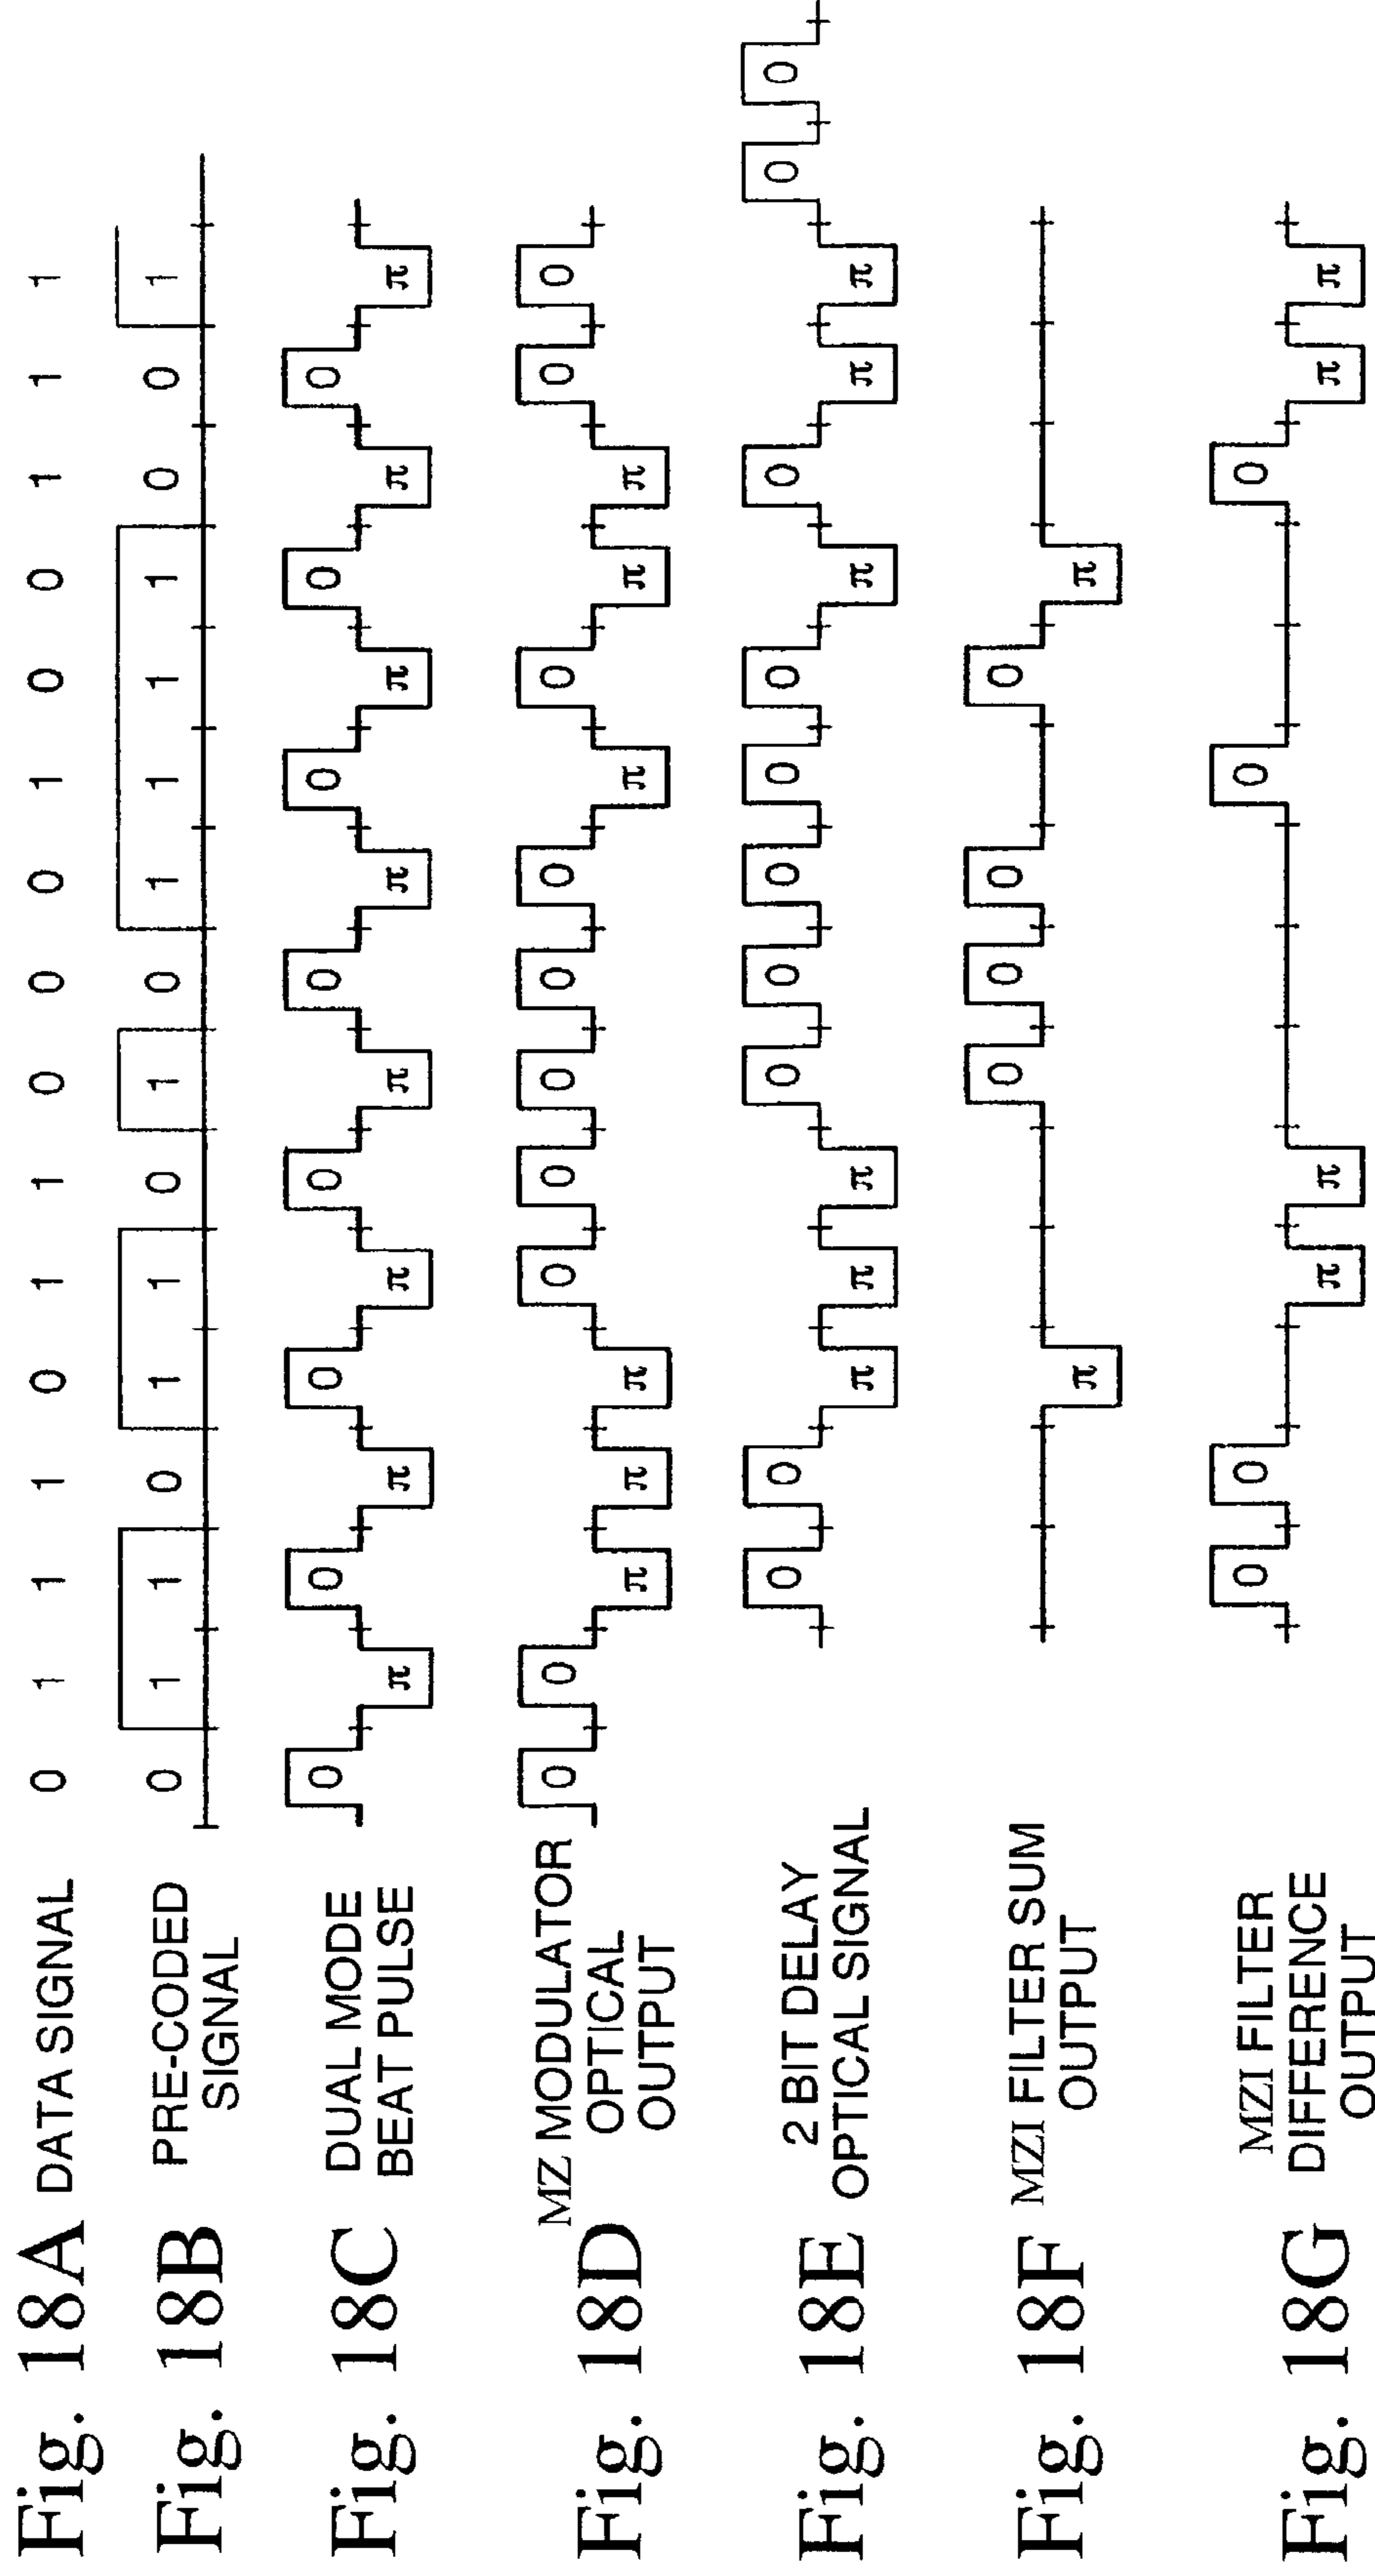 Fig. 18A DATA SIGNAL 0 1 1 1 0 1 1 0 0 0 1 0 0 1 1 1
Fig. 18B PRE-CODED 0 1 1 0 1 1 0 1 0 1 1 1 1 0 0 1
SIGNAL
Fig. 18C DUAL MODE 0 π 0 π 0 π 0 π 0 π 0 π 0 π 0 π
BEAT PULSE
MZ MODULATOR
Fig. 18D OPTICAL 0 0 π π π 0 0 0 0 0 π 0 π π 0 0
OUTPUT
2 BIT DELAY
Fig. 18E OPTICAL SIGNAL 0 0 π π π 0 0 0 0 0 π 0 π π 0 0
Fig. 18F MZI FILTER SUM π 0 0 0 0 π
OUTPUT
MZI FILTER
Fig. 18G DIFFERENCE 0 0 π π 0 0 π π
OUTPUT